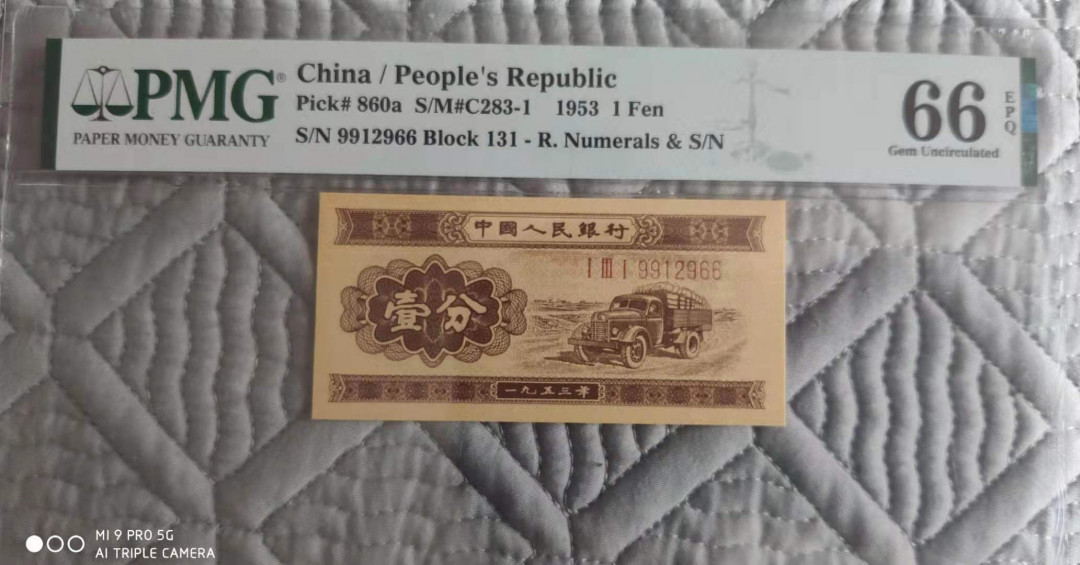 PMG®
PAPER MONEY GUARANTY
China / People's Republic
Pick# 860a S/M#C283-1 1953 1 Fen
S/N 9912966 Block 131 - R. Numerals & S/N
66
EPQ
Gem Uncirculated
中國人民銀行
I III I 9912966
壹分
一九五三年
MI 9 PRO 5G
AI TRIPLE CAMERA